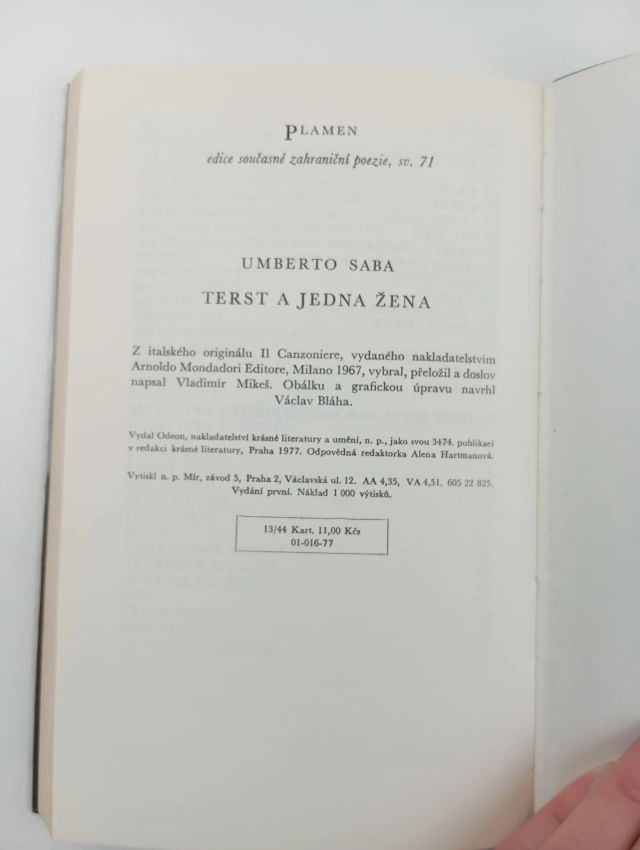 PLAMEN
edice současné zahraniční poezie, sv. 71
UMBERTO SABA
TERST A JEDNA ŽENA
Z italského originálu Il Canzoniere, vydaného nakladatelstvím
Arnoldo Mondadori Editore, Milano 1967, vybral, přeložil a doslov
napsal Vladimír Mikeš. Obálku a grafickou úpravu navrhl
Václav Bláha.
Vydal Odeon, nakladatelství krásné literatury a umění, n. p., jako svou 3474. publikaci
v redakci krásné literatury, Praha 1977. Odpovědná redaktorka Alena Hartmanová.
Vytiskl n. p. Mír, závod 5, Praha 2, Václavská ul. 12. AA 4,35, VA 4,51. 605 22 825.
Vydání první. Náklad 1 000 výtisků.
13/44 Kart. 11,00 Kčs
01-016-77